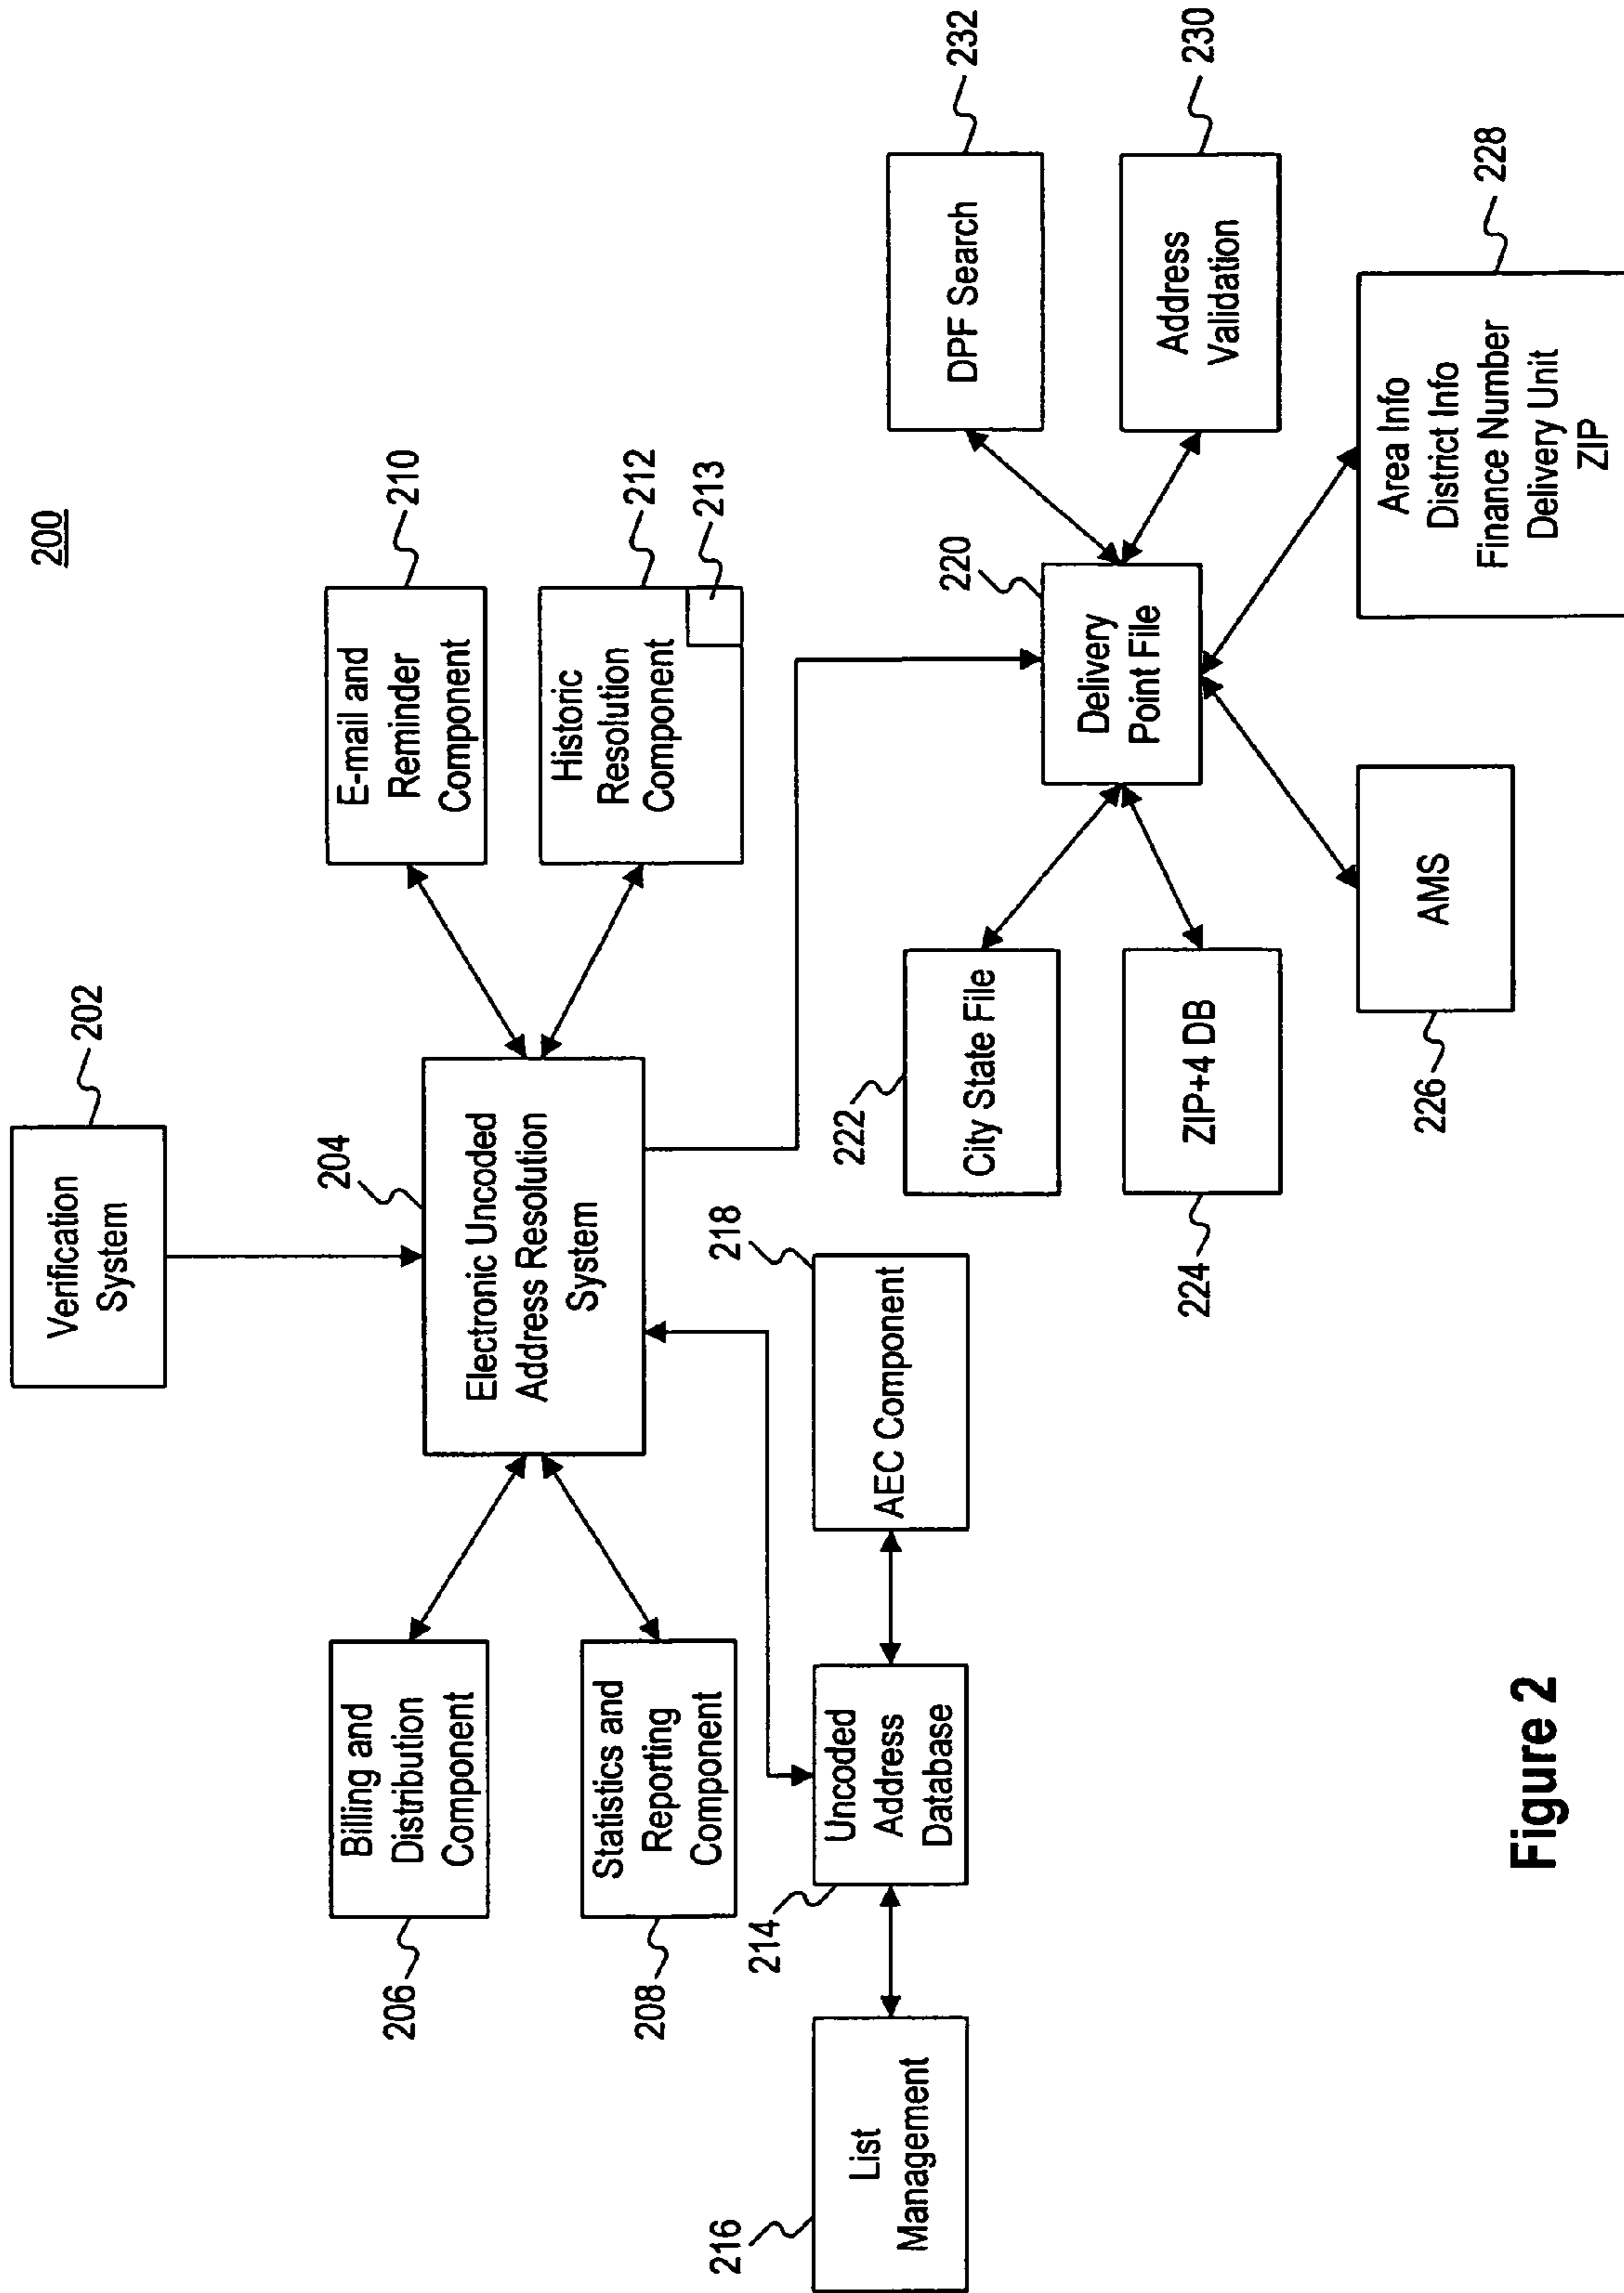 200
Verification
System
202
204
Electronic Uncoded
Address Resolution
System
Billing and
Distribution
Component
206
Statistics and
Reporting
Component
208
E-mail and
Reminder
Component
210
Historic
Resolution
Component
212
213
List
Management
216
Uncoded
Address
Database
214
AEC Component
218
Delivery
Point File
220
City State File
222
ZIP+4 DB
224
AMS
226
Area Info
District Info
Finance Number
Delivery Unit
ZIP
228
Address
Validation
230
DPF Search
232
Figure 2